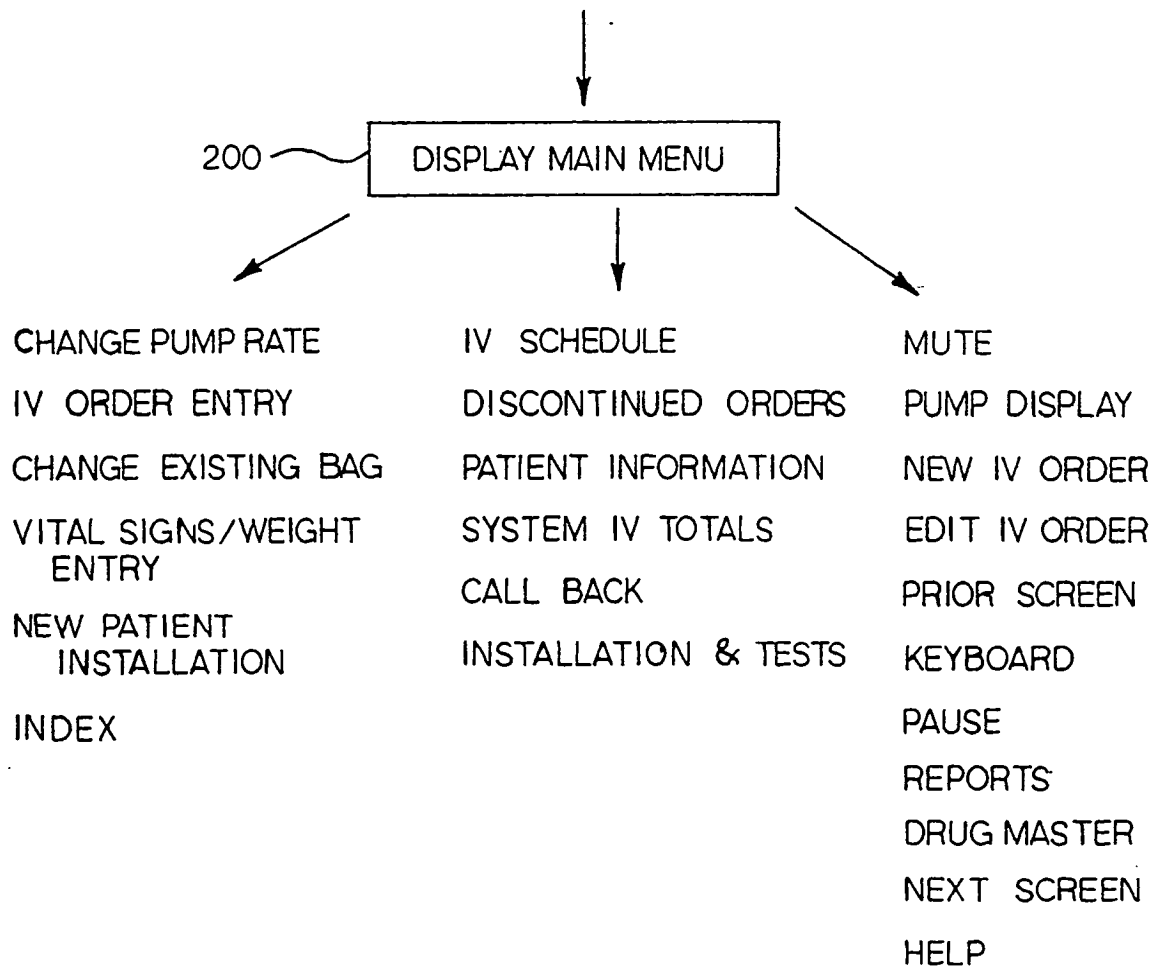 200
DISPLAY MAIN MENU
CHANGE PUMP RATE
IV ORDER ENTRY
CHANGE EXISTING BAG
VITAL SIGNS/WEIGHT
ENTRY
NEW PATIENT
INSTALLATION
INDEX
IV SCHEDULE
DISCONTINUED ORDERS
PATIENT INFORMATION
SYSTEM IV TOTALS
CALL BACK
INSTALLATION & TESTS
MUTE
PUMP DISPLAY
NEW IV ORDER
EDIT IV ORDER
PRIOR SCREEN
KEYBOARD
PAUSE
REPORTS
DRUG MASTER
NEXT SCREEN
HELP